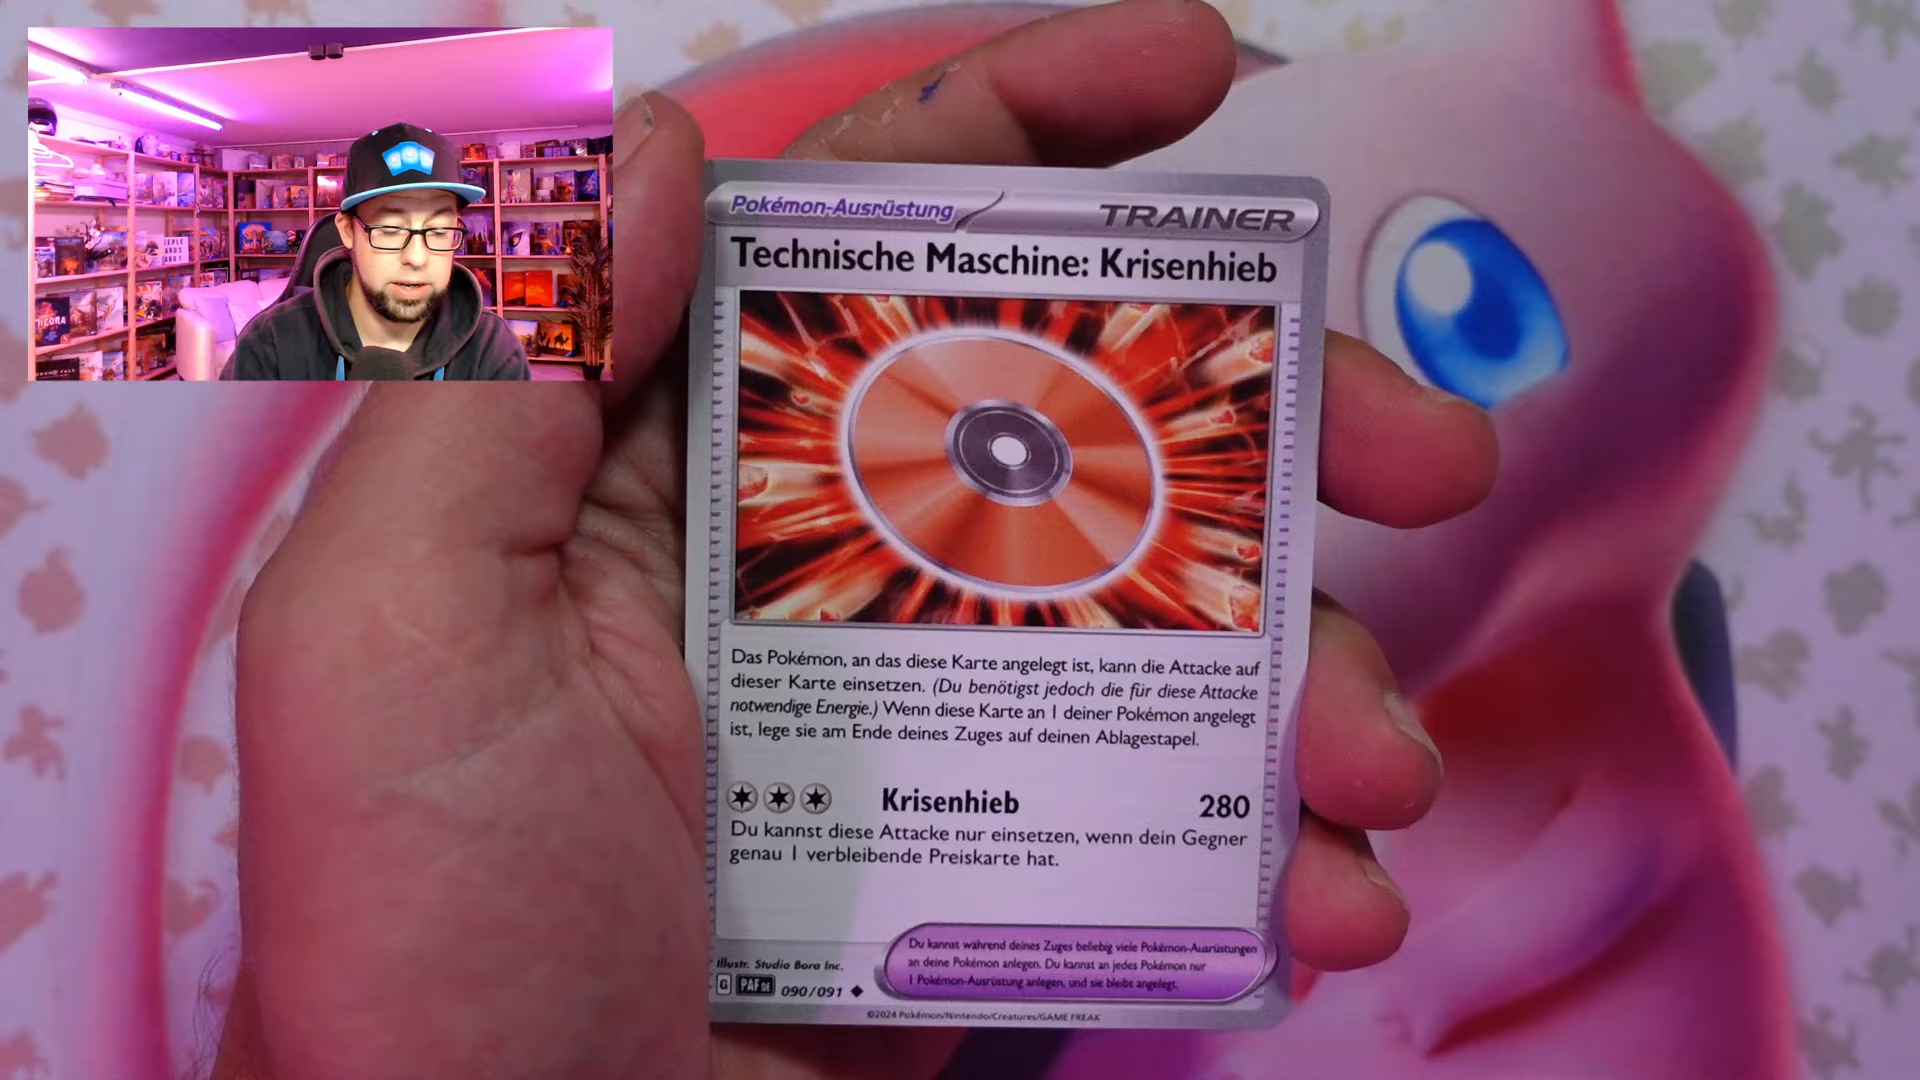 Pokémon-Ausrüstung
TRAINER
Technische Maschine: Krisenhieb
Das Pokémon, an das diese Karte angelegt ist, kann die Attacke auf
dieser Karte einsetzen. (Du benötigst jedoch die für diese Attacke
notwendige Energie.) Wenn diese Karte an 1 deiner Pokémon angelegt
ist, lege sie am Ende deines Zuges auf deinen Ablagestapel.
Krisenhieb 280
Du kannst diese Attacke nur einsetzen, wenn dein Gegner
genau 1 verbleibende Preiskarte hat.
Du kannst während deines Zuges beliebig viele Pokémon-Ausrüstungen
an deine Pokémon anlegen. Du kannst an jedes Pokémon nur
1 Pokémon-Ausrüstung anlegen, und sie bleibt angelegt.
Illustr. Studio Bora Inc.
G PAF DE 090/091
©2024 Pokémon/Nintendo/Creatures/GAME FREAK